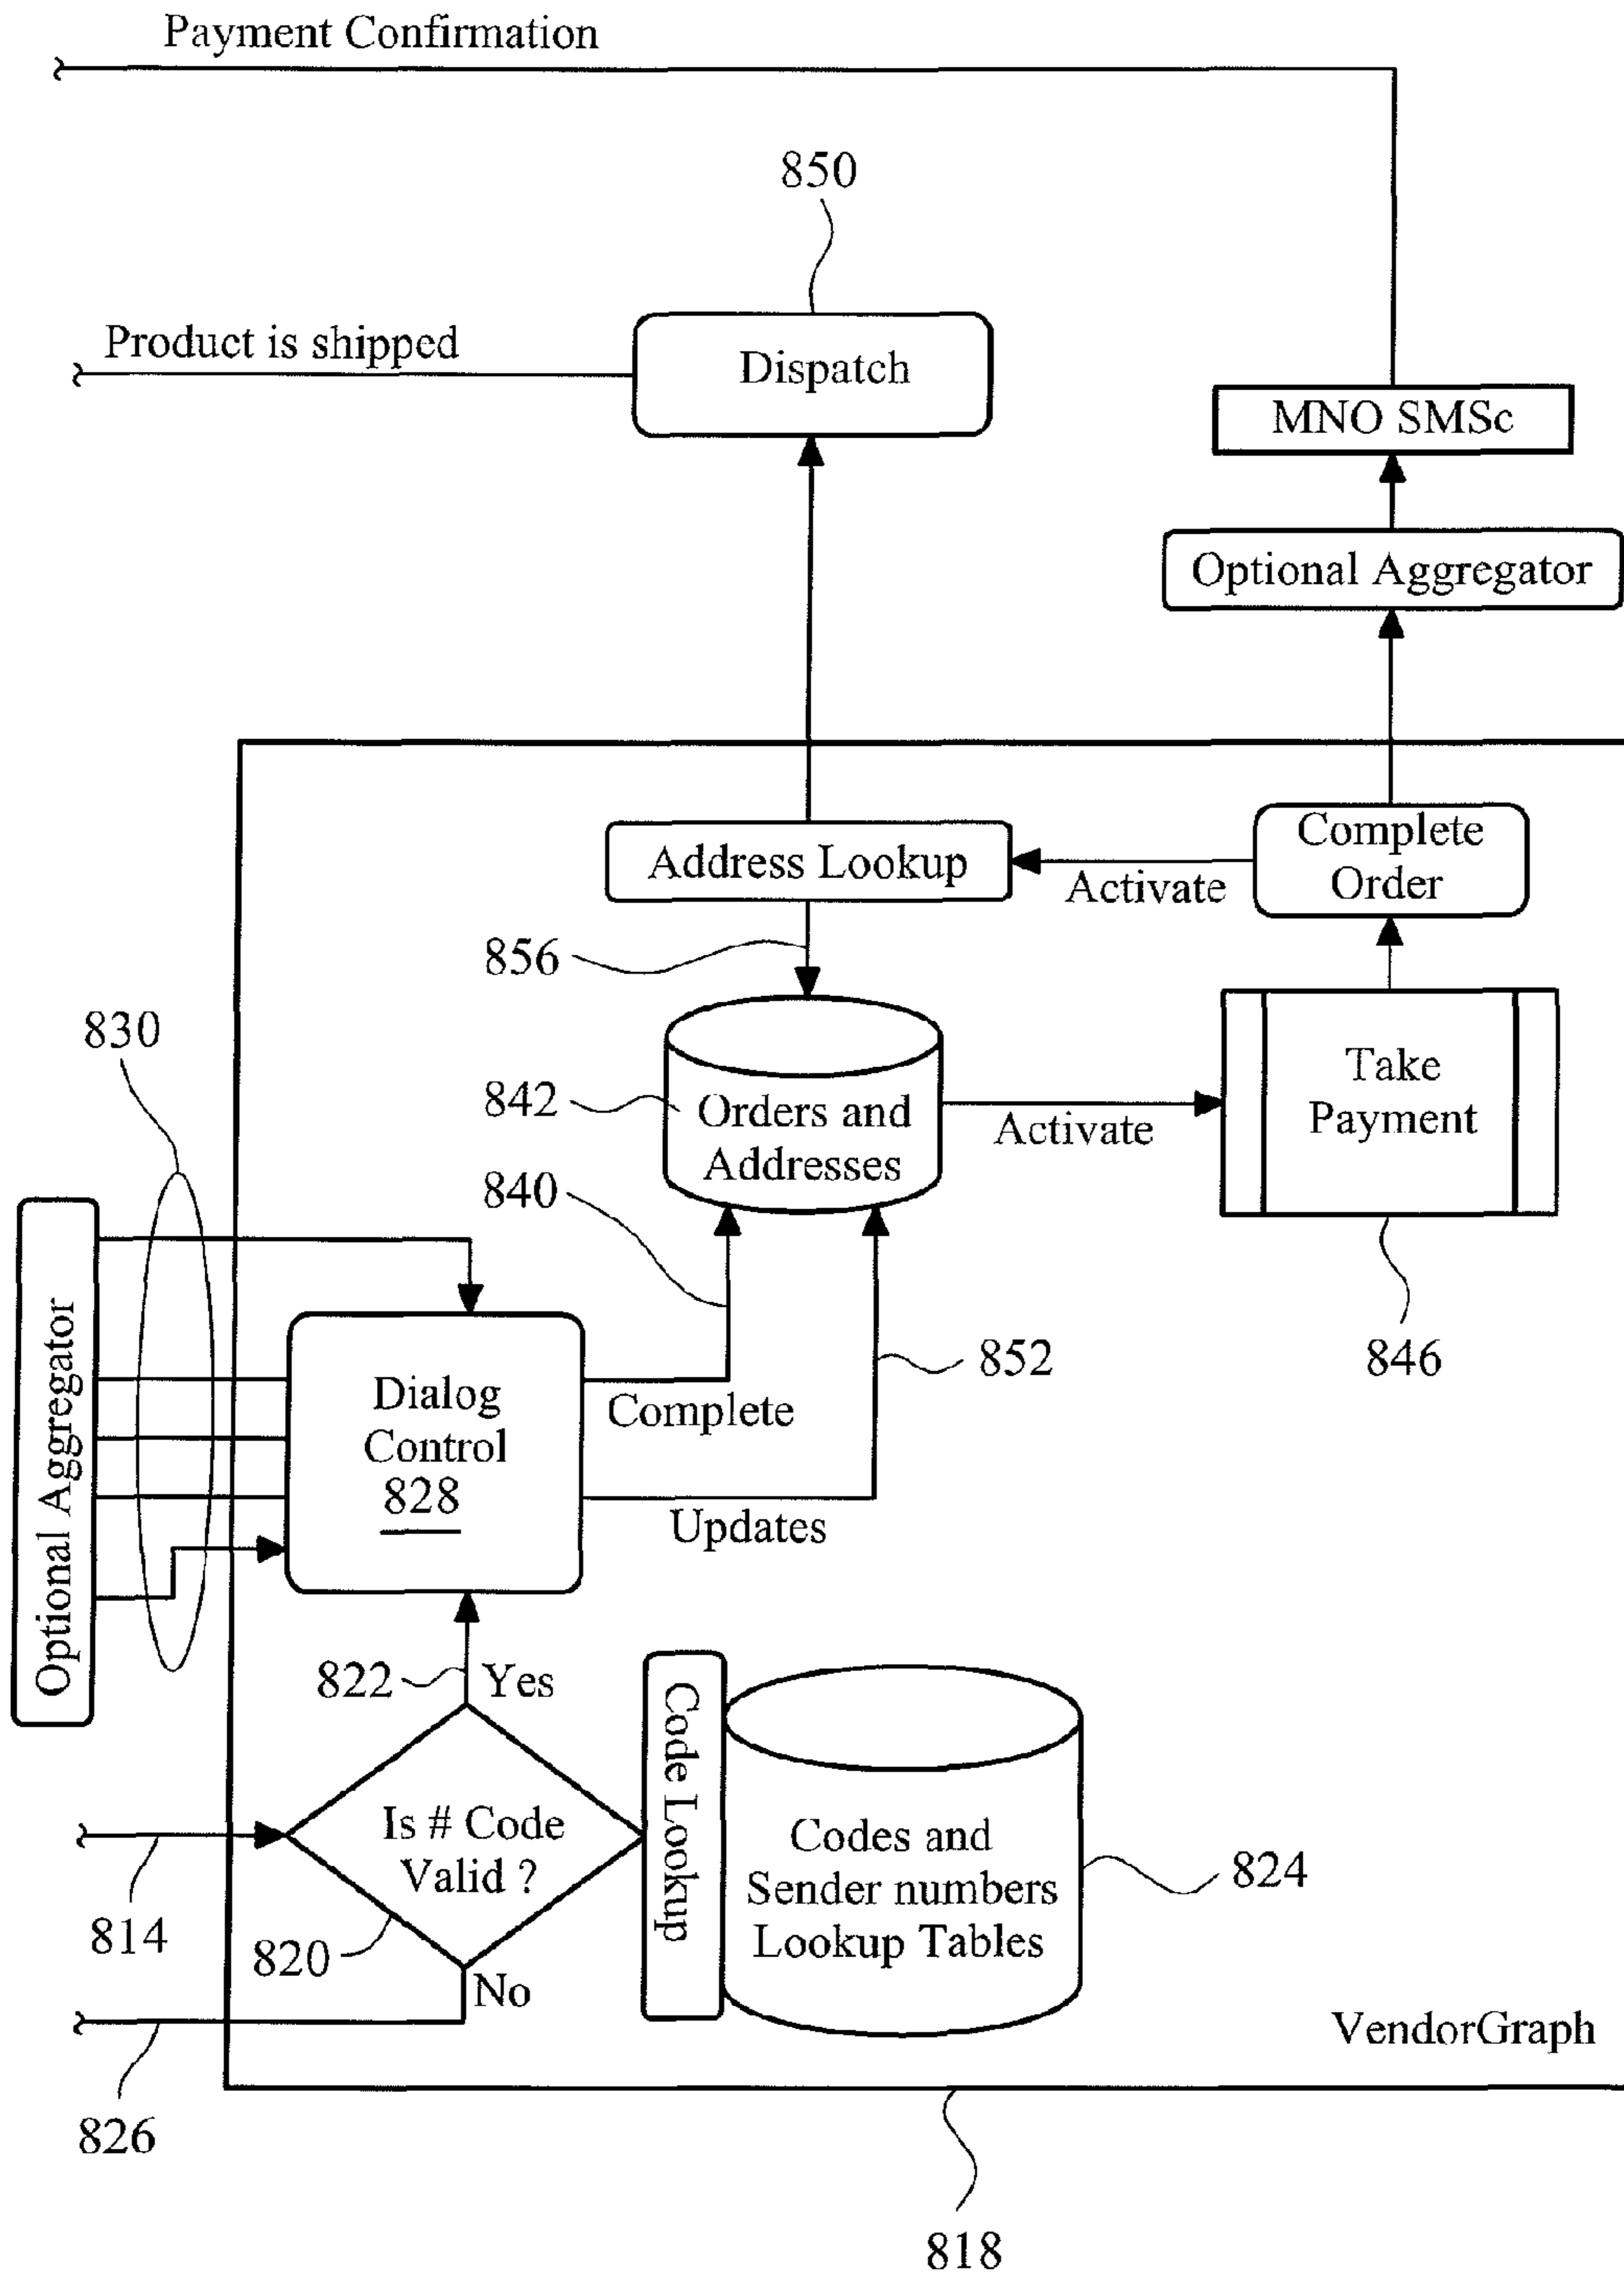 Payment Confirmation
850
Product is shipped
Dispatch
MNO SMSc
Optional Aggregator
Complete
Order
Address Lookup
Activate
856
830
842
Orders and
Addresses
Activate
Take
Payment
840
Optional Aggregator
852
846
Dialog
Control
828
Complete
Updates
822
Yes
Code Lookup
Is # Code
Valid ?
Codes and
Sender numbers
Lookup Tables
824
814
820
No
826
VendorGraph
818